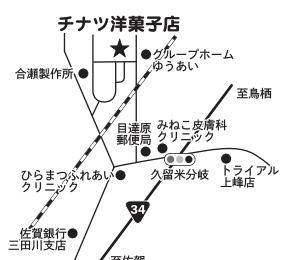 チナツ洋菓子店
グループホーム
ゆうあい
合瀬製作所
至鳥栖
目達原
郵便局
みねこ皮膚科
クリニック
ひらまつふれあい
クリニック
久留米分岐
トライアル
上峰店
34
佐賀銀行
三田川支店
至佐賀